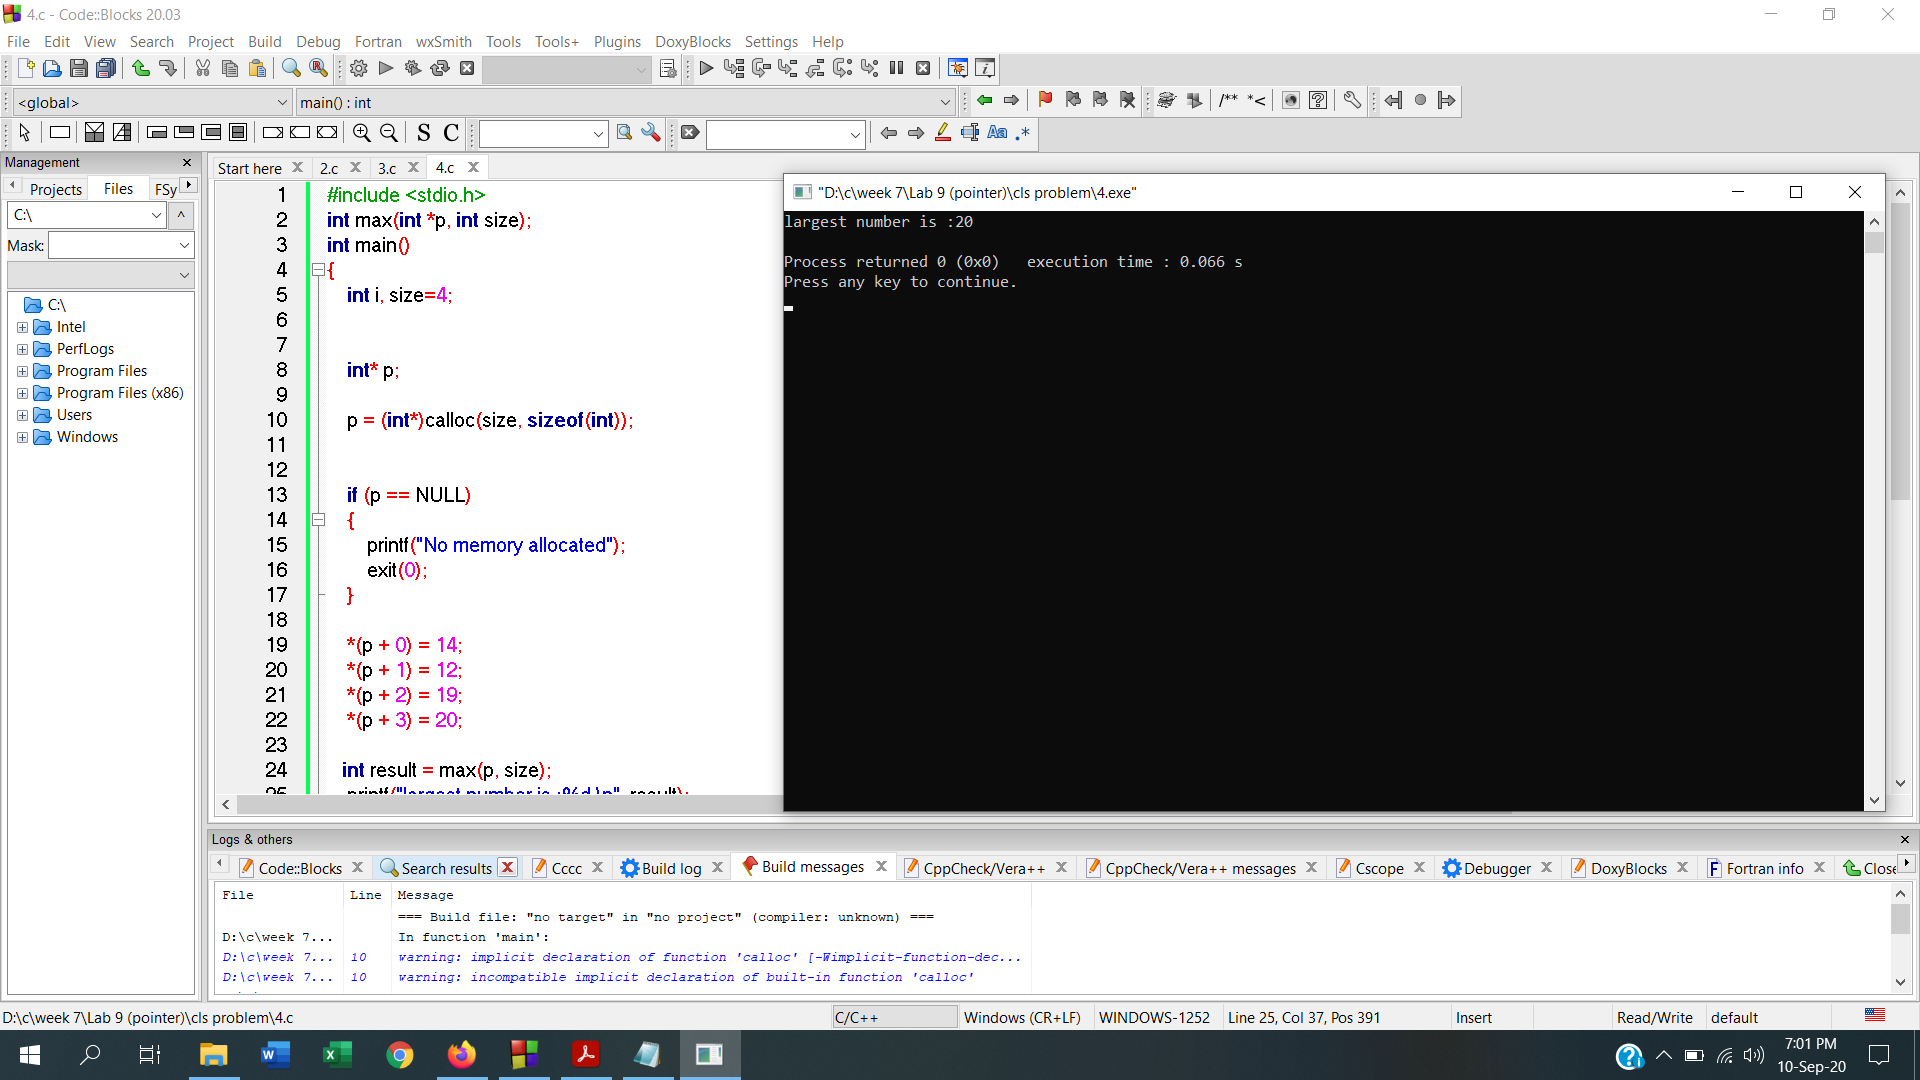 4.c - Code::Blocks 20.03
File Edit View Search Project Build Debug Fortran wxSmith Tools Tools+ Plugins DoxyBlocks Settings Help
<global> main() : int
/** *<
S C Aa .*
Management
Projects Files FSy
C:\ ^
Mask:
C:\
Intel
PerfLogs
Program Files
Program Files (x86)
Users
Windows
Start here 2.c 3.c 4.c
1 #include <stdio.h>
2 int max(int *p, int size);
3 int main()
4 {
5 int i, size=4;
6
7
8 int* p;
9
10 p = (int*)calloc(size, sizeof(int));
11
12
13 if (p == NULL)
14 {
15 printf("No memory allocated");
16 exit(0);
17 }
18
19 *(p + 0) = 14;
20 *(p + 1) = 12;
21 *(p + 2) = 19;
22 *(p + 3) = 20;
23
24 int result = max(p, size);
25 printf("largest number is :%d \n", result);
"D:\c\week 7\Lab 9 (pointer)\cls problem\4.exe"
largest number is :20
Process returned 0 (0x0) execution time : 0.066 s
Press any key to continue.
Logs & others
Code::Blocks Search results Cccc Build log Build messages CppCheck/Vera++ CppCheck/Vera++ messages Cscope Debugger DoxyBlocks Fortran info Close
File Line Message
=== Build file: "no target" in "no project" (compiler: unknown) ===
D:\c\week 7... In function 'main':
D:\c\week 7... 10 warning: implicit declaration of function 'calloc' [-Wimplicit-function-dec...
D:\c\week 7... 10 warning: incompatible implicit declaration of built-in function 'calloc'
D:\c\week 7\Lab 9 (pointer)\cls problem\4.c C/C++ Windows (CR+LF) WINDOWS-1252 Line 25, Col 37, Pos 391 Insert Read/Write default
7:01 PM
10-Sep-20